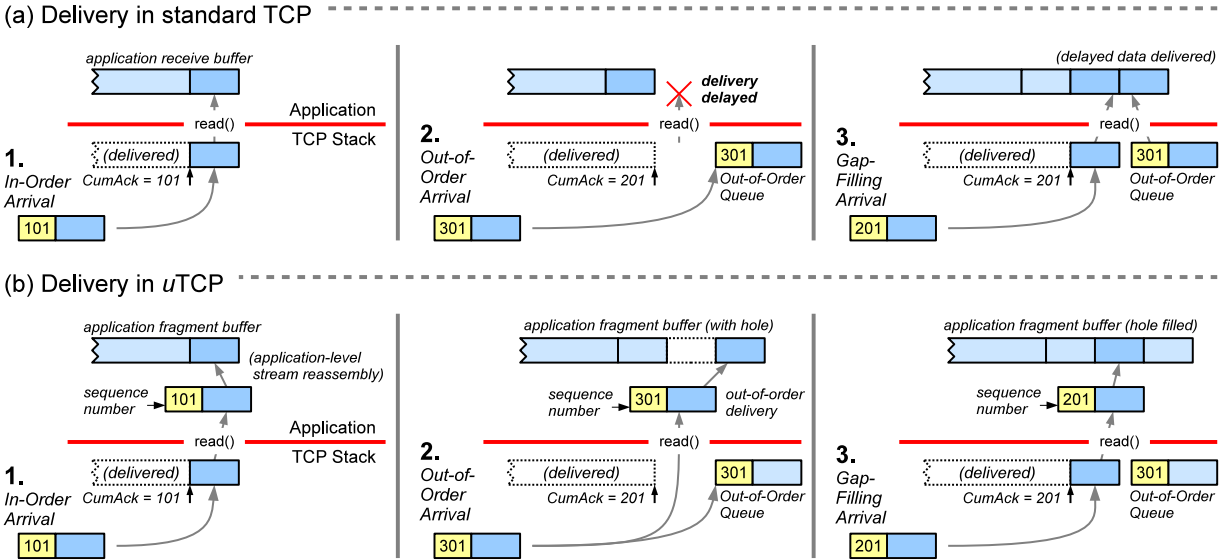 (a) Delivery in standard TCP
application receive buffer
Application
read()
TCP Stack
1.
(delivered)
In-Order
Arrival
CumAck = 101
101
delivery
delayed
read()
2.
Out-of-
Order
Arrival
(delivered)
301
CumAck = 201
Out-of-Order
Queue
301
(delayed data delivered)
read()
3.
Gap-
Filling
Arrival
(delivered)
301
CumAck = 201
Out-of-Order
Queue
201
(b) Delivery in uTCP
application fragment buffer
(application-level
stream reassembly)
sequence
number
101
Application
read()
TCP Stack
1.
(delivered)
In-Order
Arrival
CumAck = 101
101
application fragment buffer (with hole)
sequence
number
301
out-of-order
delivery
read()
2.
Out-of-
Order
Arrival
(delivered)
301
CumAck = 201
Out-of-Order
Queue
301
application fragment buffer (hole filled)
sequence
number
201
read()
3.
Gap-
Filling
Arrival
(delivered)
301
CumAck = 201
Out-of-Order
Queue
201